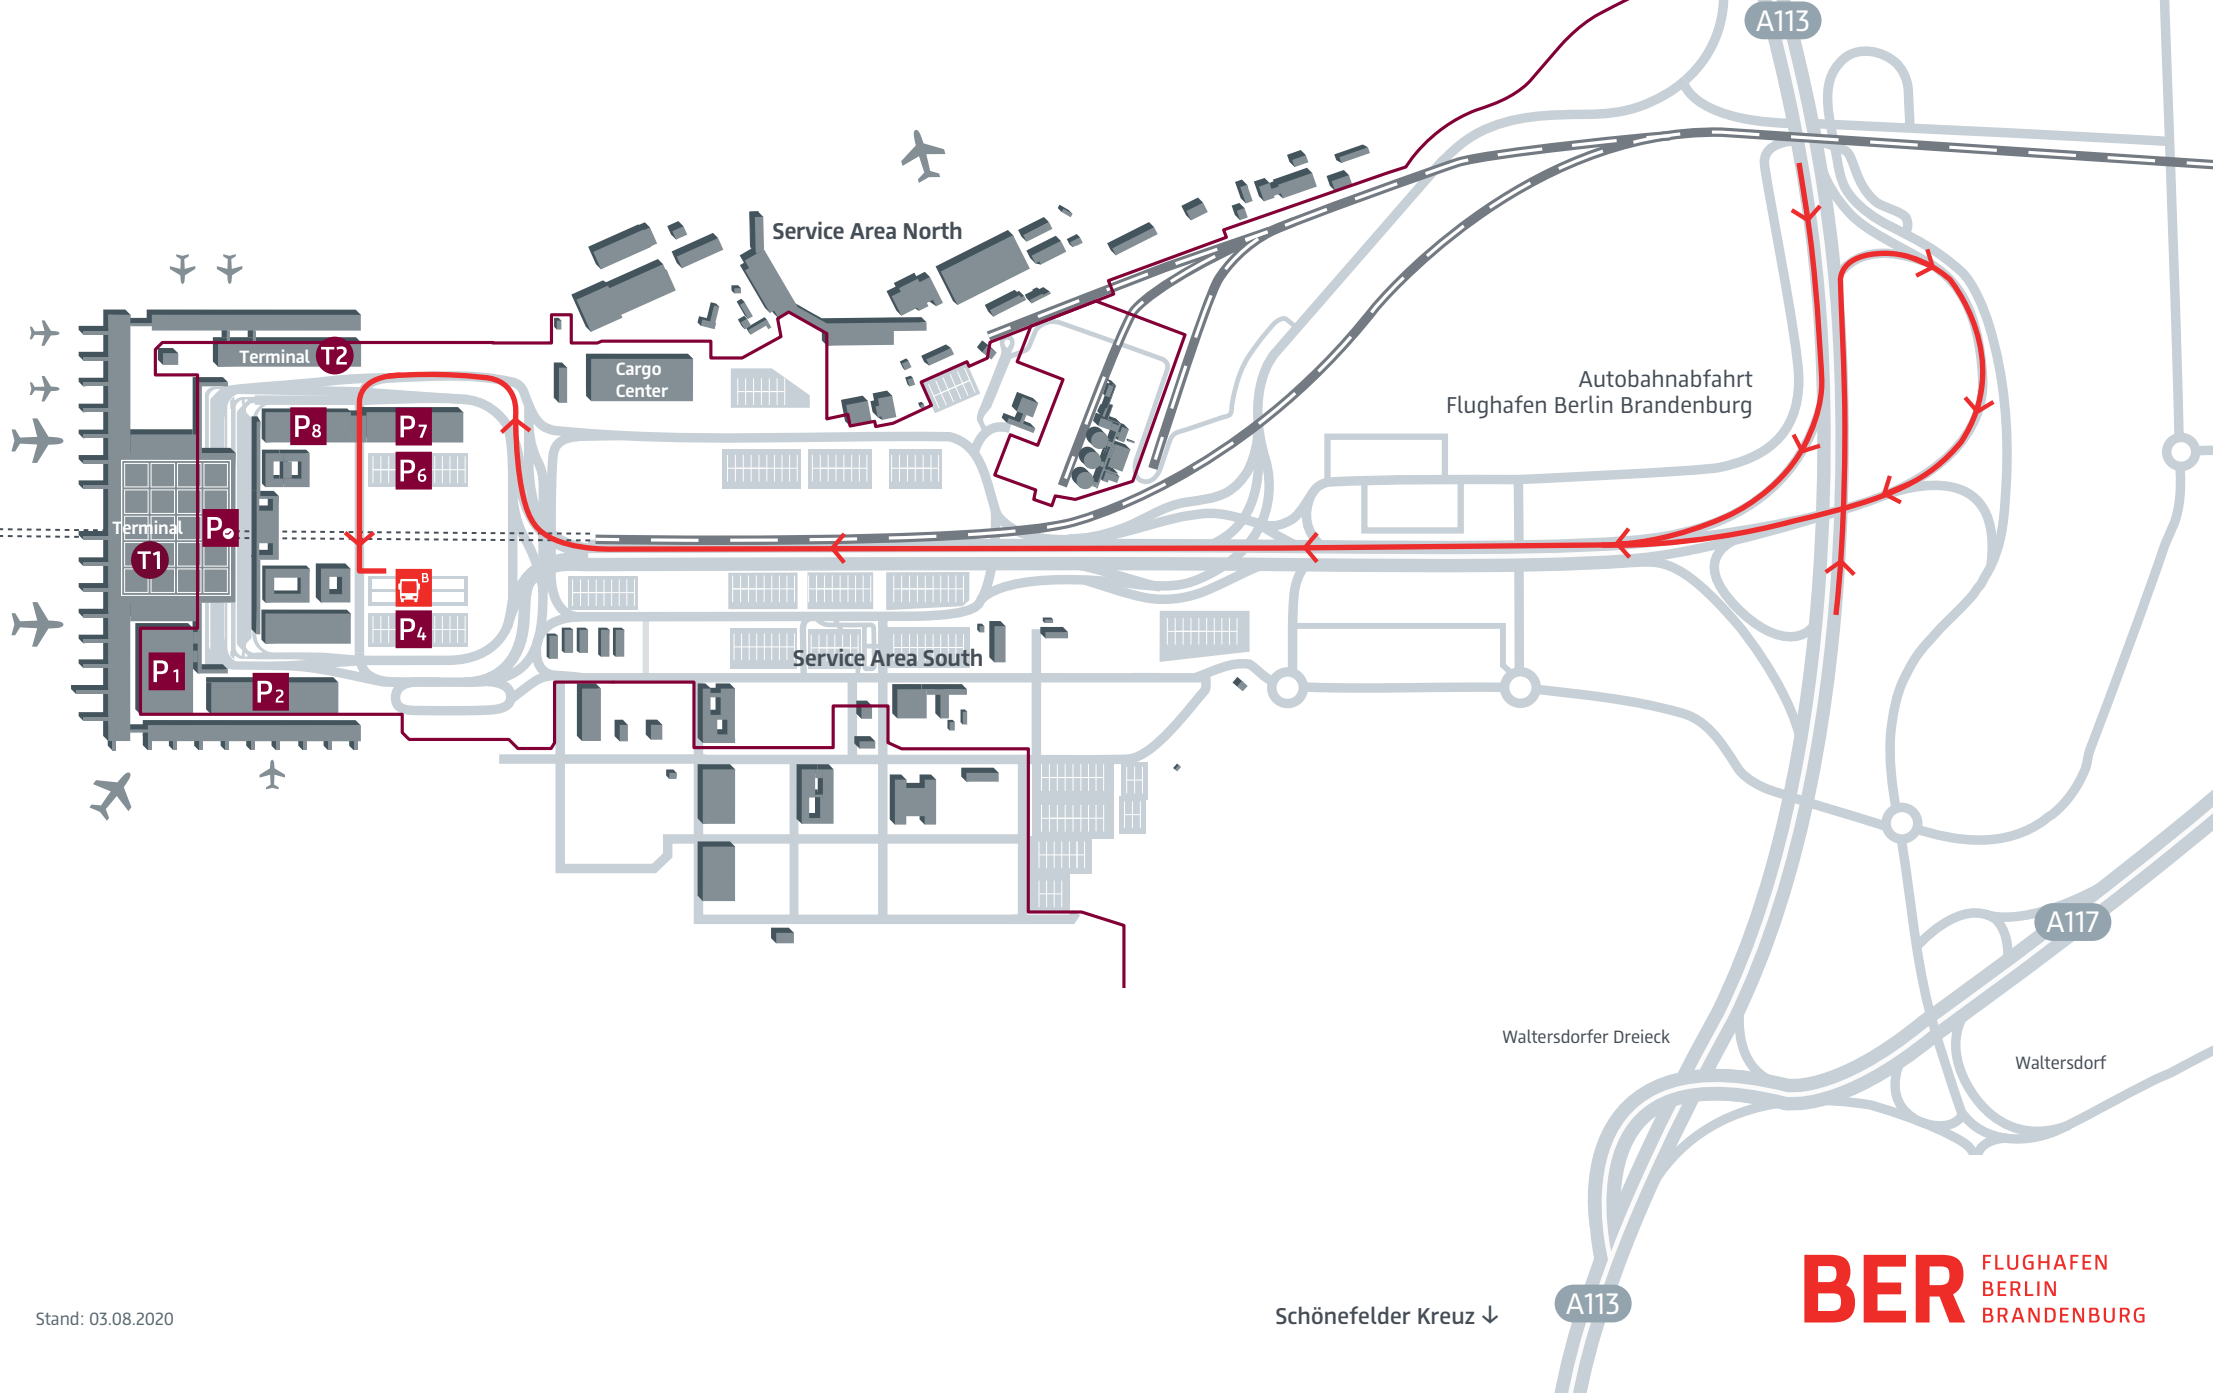 A113
Service Area North
Terminal T2
Cargo
Center
Autobahnabfahrt
Flughafen Berlin Brandenburg
P8
P7
P6
Terminal
P
T1
B
P4
Service Area South
P1
P2
A117
Waltersdorfer Dreieck
Waltersdorf
A113
Schönefelder Kreuz ↓
Stand: 03.08.2020
BER
FLUGHAFEN
BERLIN
BRANDENBURG